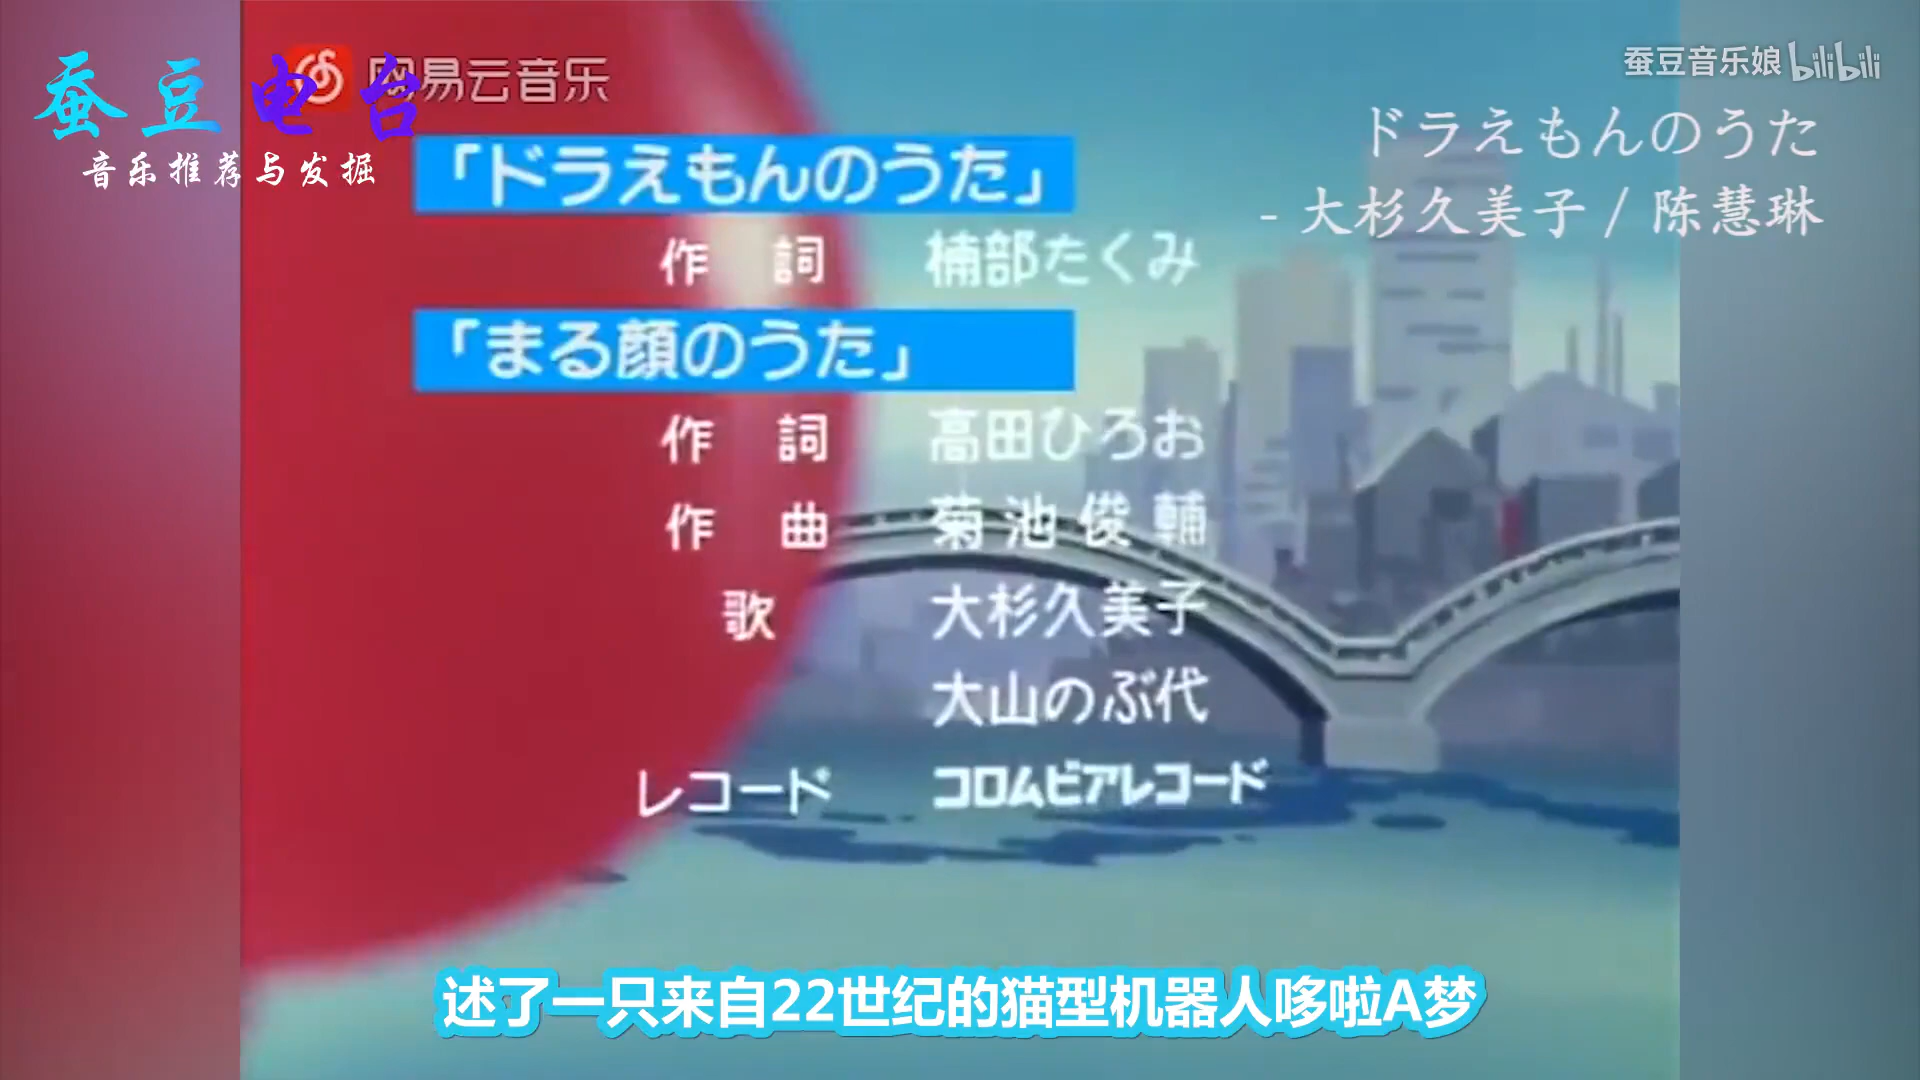 蚕豆电台
网易云音乐
音乐推荐与发掘
蚕豆音乐娘 bilibili
ドラえもんのうた
- 大杉久美子 / 陈慧琳
「ドラえもんのうた」
作 詞 楠部たくみ
「まる顔のうた」
作 詞 高田ひろお
作 曲 菊池俊輔
歌 大杉久美子
大山のぶ代
レコード コロムビアレコード
述了一只来自22世纪的猫型机器人哆啦A梦